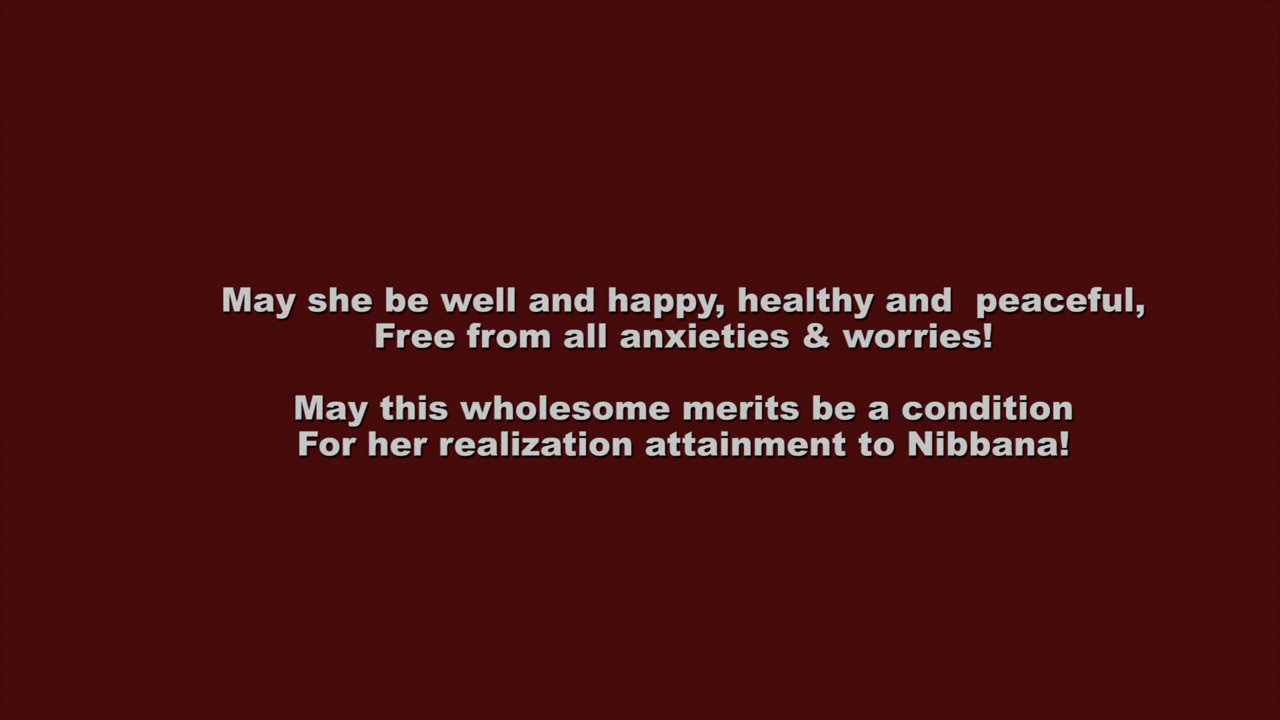 May she be well and happy, healthy and  peaceful,
Free from all anxieties & worries!
May this wholesome merits be a condition
For her realization attainment to Nibbana!